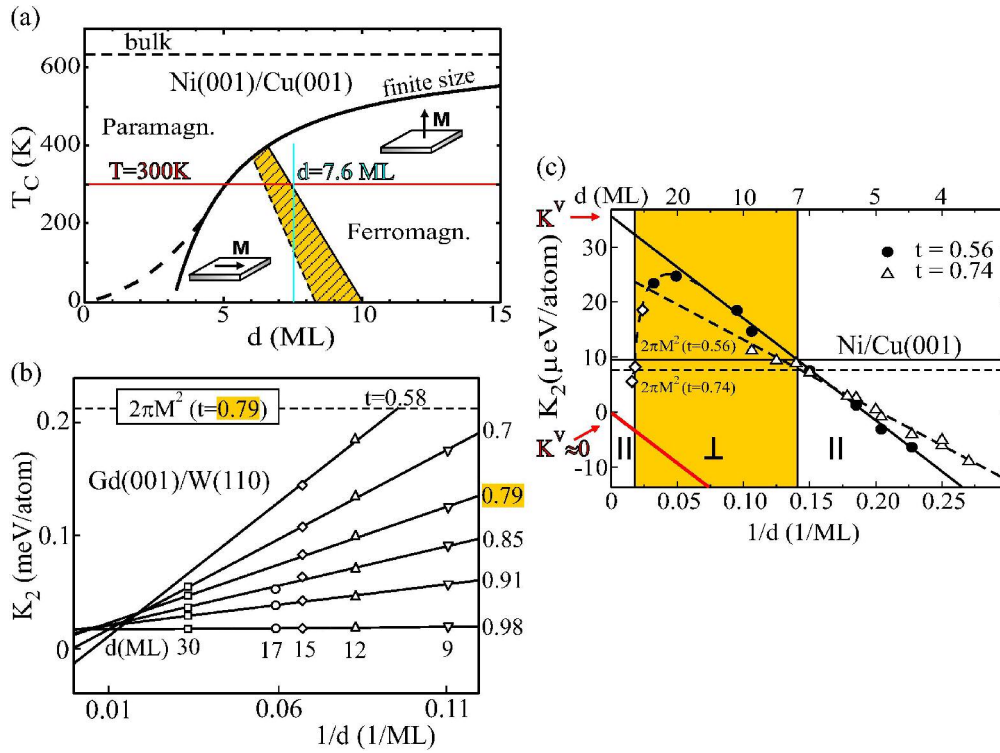 (a)
T_C (K)
600
400
200
0
bulk
Ni(001)/Cu(001)
finite size
Paramagn.
M
T=300K
d=7.6 ML
M
Ferromagn.
0
5
10
15
d (ML)
(b)
K₂ (meV/atom)
0.2
0.1
0
2πM² (t=0.79)
t=0.58
Gd(001)/W(110)
0.7
0.79
0.85
0.91
0.98
d(ML) 30 17 15 12 9
0.01
0.06
0.11
1/d (1/ML)
(c)
d (ML) 20 10 7 5 4
Kᵛ
K₂(µeV/atom)
30
20
10
0
-10
t = 0.56
t = 0.74
Ni/Cu(001)
2πM² (t=0.56)
2πM² (t=0.74)
Kᵛ≈0
|| ⊥ ||
0
0.05
0.10
0.15
0.20
0.25
1/d (1/ML)